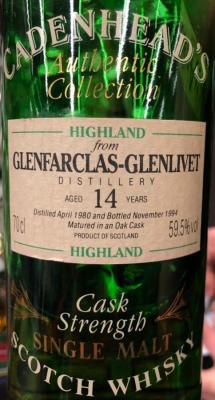 CADENHEAD'S
Authentic
Collection
HIGHLAND
from
GLENFARCLAS-GLENLIVET
DISTILLERY
AGED 14 YEARS
Distilled April 1980 and Bottled November 1994
70cl Matured in an Oak Cask 59.5%vol
PRODUCT OF SCOTLAND
HIGHLAND
Cask
Strength
SINGLE MALT
SCOTCH WHISKY